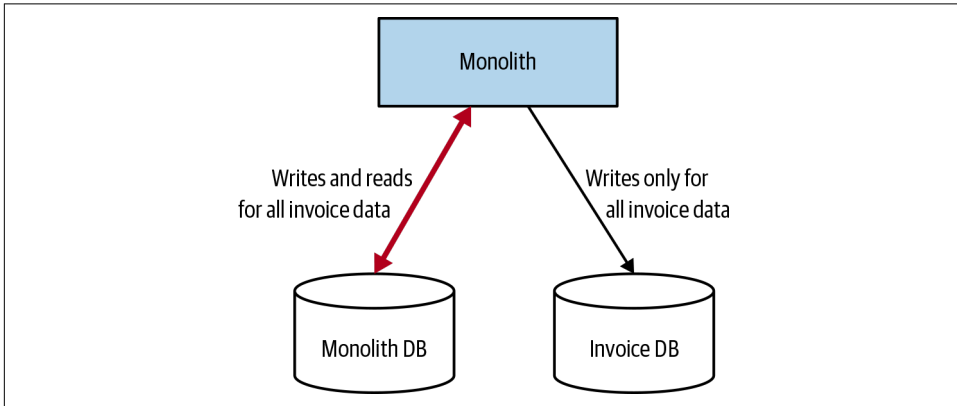 Monolith
Writes and reads
for all invoice data
Writes only for
all invoice data
Monolith DB
Invoice DB